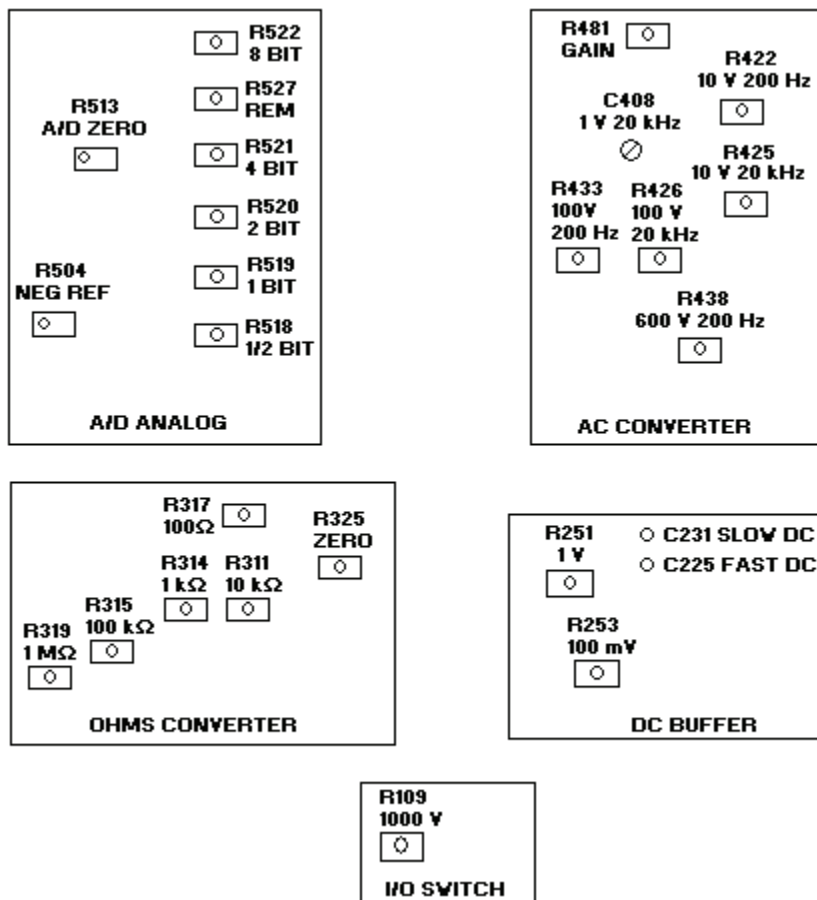 R522
8 BIT
R527
REM
R513
A/D ZERO
R521
4 BIT
R520
2 BIT
R504
NEG REF
R519
1 BIT
R518
1/2 BIT
A/D ANALOG
R481
GAIN
R422
10 V 200 Hz
C408
1 V 20 kHz
R425
10 V 20 kHz
R433
100V
200 Hz
R426
100 V
20 kHz
R438
600 V 200 Hz
AC CONVERTER
R317
100Ω
R325
ZERO
R314
1 kΩ
R311
10 kΩ
R315
100 kΩ
R319
1 MΩ
OHMS CONVERTER
R251
1 V
C231 SLOW DC
C225 FAST DC
R253
100 mV
DC BUFFER
R109
1000 V
I/O SWITCH